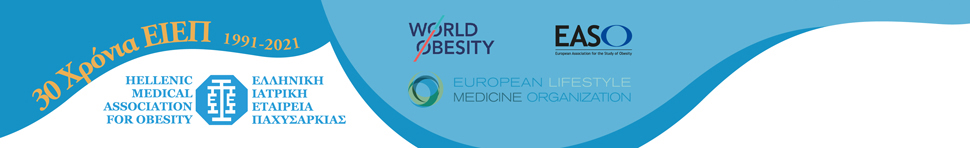 30 Χρόνια ΕΙΕΠ 1991-2021
HELLENIC
MEDICAL
ASSOCIATION
FOR OBESITY
ΕΛΛΗΝΙΚΗ
ΙΑΤΡΙΚΗ
ΕΤΑΙΡΕΙΑ
ΠΑΧΥΣΑΡΚΙΑΣ
WORLD
OBESITY
EASO
European Association for the Study of Obesity
EUROPEAN LIFESTYLE
MEDICINE ORGANIZATION